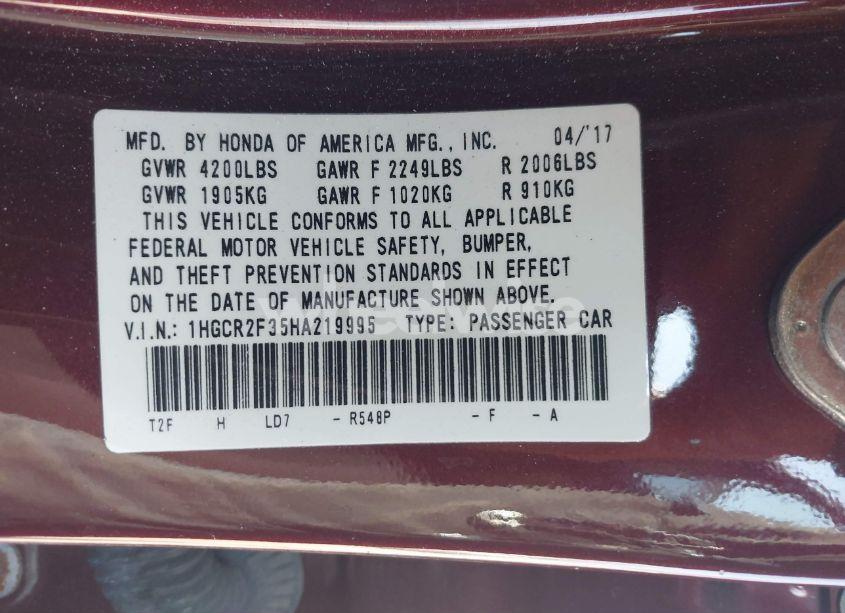 MFD. BY HONDA OF AMERICA MFG., INC. 04/'17
GVWR 4200LBS GAWR F 2249LBS R 2006LBS
GVWR 1905KG GAWR F 1020KG R 910KG
THIS VEHICLE CONFORMS TO ALL APPLICABLE
FEDERAL MOTOR VEHICLE SAFETY, BUMPER,
AND THEFT PREVENTION STANDARDS IN EFFECT
ON THE DATE OF MANUFACTURE SHOWN ABOVE.
V.I.N.: 1HGCR2F35HA219995 TYPE: PASSENGER CAR
T2F H LD7 - R548P - F - A